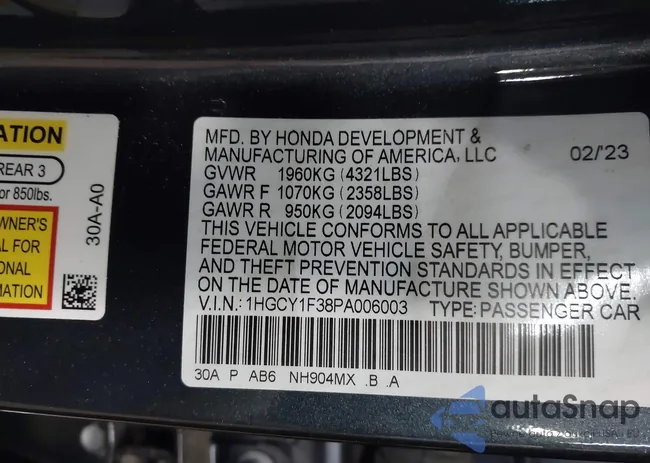 ATION
REAR 3
or 850lbs.
OWNER'S
AL FOR
ONAL
MATION
30A-A0
MFD. BY HONDA DEVELOPMENT &
MANUFACTURING OF AMERICA, LLC 02/'23
GVWR 1960KG (4321LBS)
GAWR F 1070KG (2358LBS)
GAWR R 950KG (2094LBS)
THIS VEHICLE CONFORMS TO ALL APPLICABLE
FEDERAL MOTOR VEHICLE SAFETY, BUMPER,
AND THEFT PREVENTION STANDARDS IN EFFECT
ON THE DATE OF MANUFACTURE SHOWN ABOVE.
V.I.N.: 1HGCY1F38PA006003 TYPE: PASSENGER CAR
30A P AB6 NH904MX .B .A
autoSnap